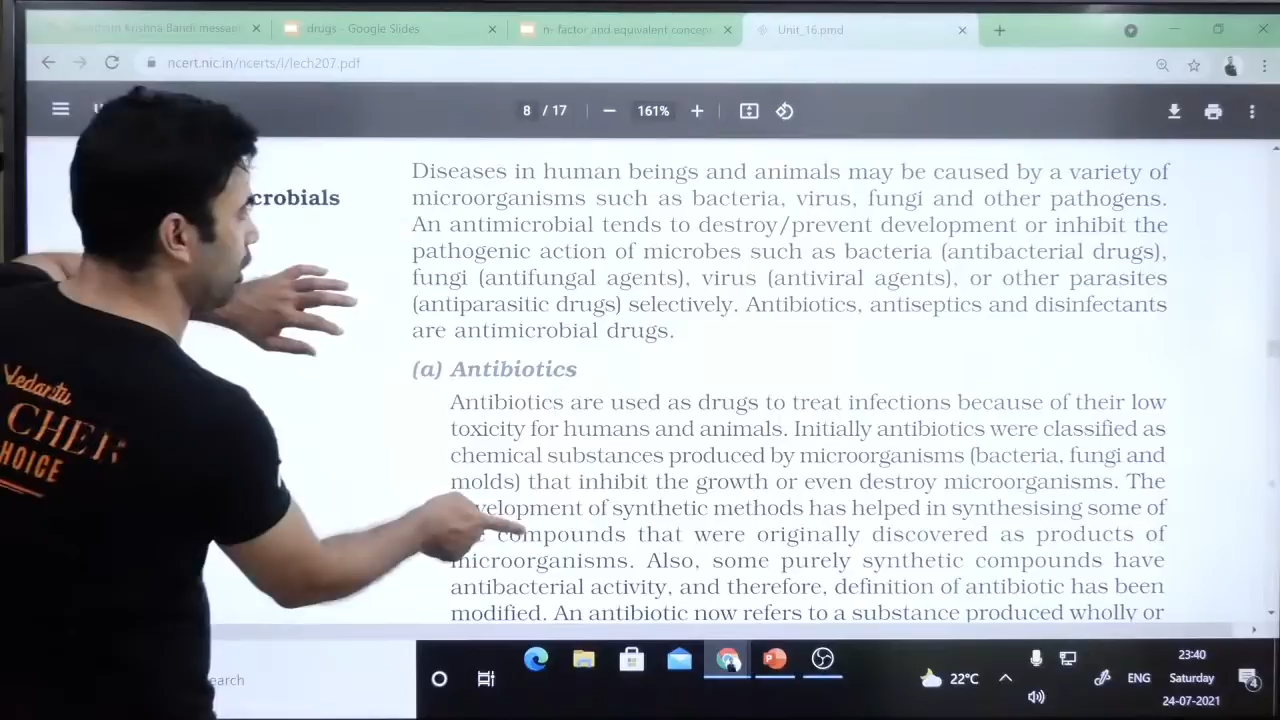 drugs - Google Slides
n- factor and equivalent concept
Unit_16.pmd
ncert.nic.in/ncerts/l/lech207.pdf
8 / 17
161%
crobials
Diseases in human beings and animals may be caused by a variety of
microorganisms such as bacteria, virus, fungi and other pathogens.
An antimicrobial tends to destroy/prevent development or inhibit the
pathogenic action of microbes such as bacteria (antibacterial drugs),
fungi (antifungal agents), virus (antiviral agents), or other parasites
(antiparasitic drugs) selectively. Antibiotics, antiseptics and disinfectants
are antimicrobial drugs.
(a) Antibiotics
Antibiotics are used as drugs to treat infections because of their low
toxicity for humans and animals. Initially antibiotics were classified as
chemical substances produced by microorganisms (bacteria, fungi and
molds) that inhibit the growth or even destroy microorganisms. The
velopment of synthetic methods has helped in synthesising some of
compounds that were originally discovered as products of
microorganisms. Also, some purely synthetic compounds have
antibacterial activity, and therefore, definition of antibiotic has been
modified. An antibiotic now refers to a substance produced wholly or
Vedantu
CHER
HOICE
earch
22°C
ENG
23:40
Saturday
24-07-2021
4